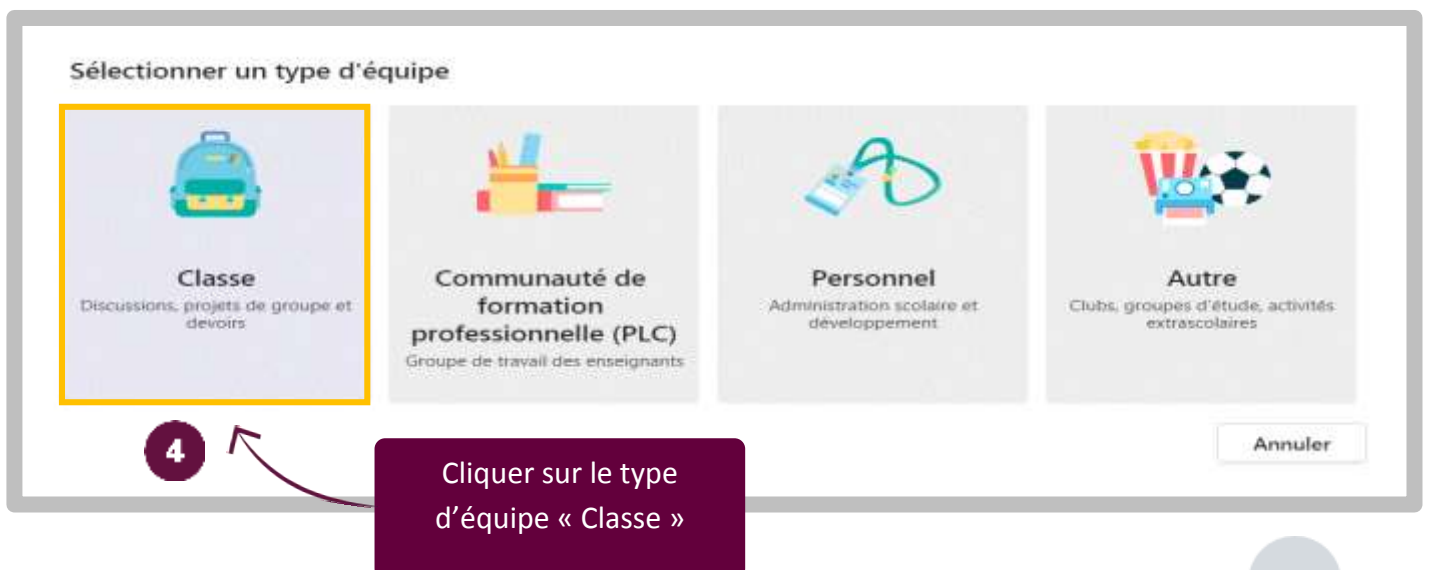 Sélectionner un type d'équipe
Classe
Discussions, projets de groupe et
devoirs
Communauté de
formation
professionnelle (PLC)
Groupe de travail des enseignants
Personnel
Administration scolaire et
développement
Autre
Clubs, groupes d'étude, activités
extrascolaires
Annuler
4
Cliquer sur le type
d’équipe « Classe »